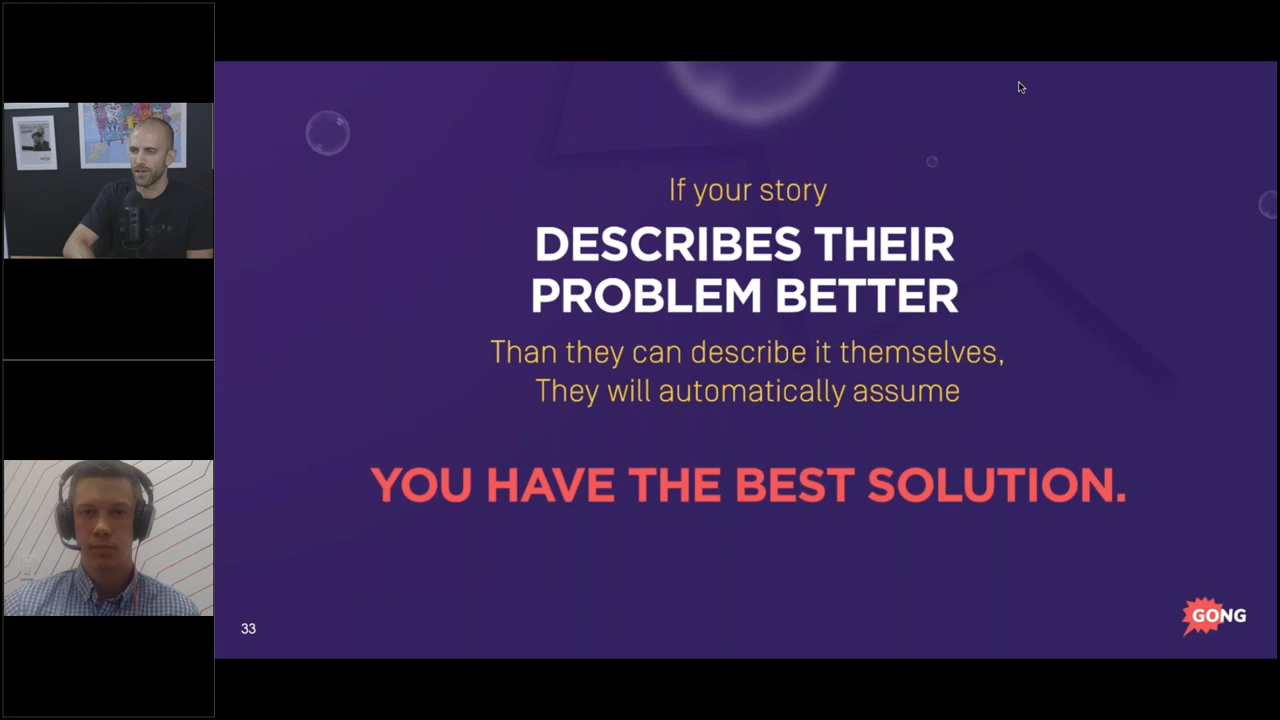 If your story
DESCRIBES THEIR
PROBLEM BETTER
Than they can describe it themselves,
They will automatically assume
YOU HAVE THE BEST SOLUTION.
33
GONG